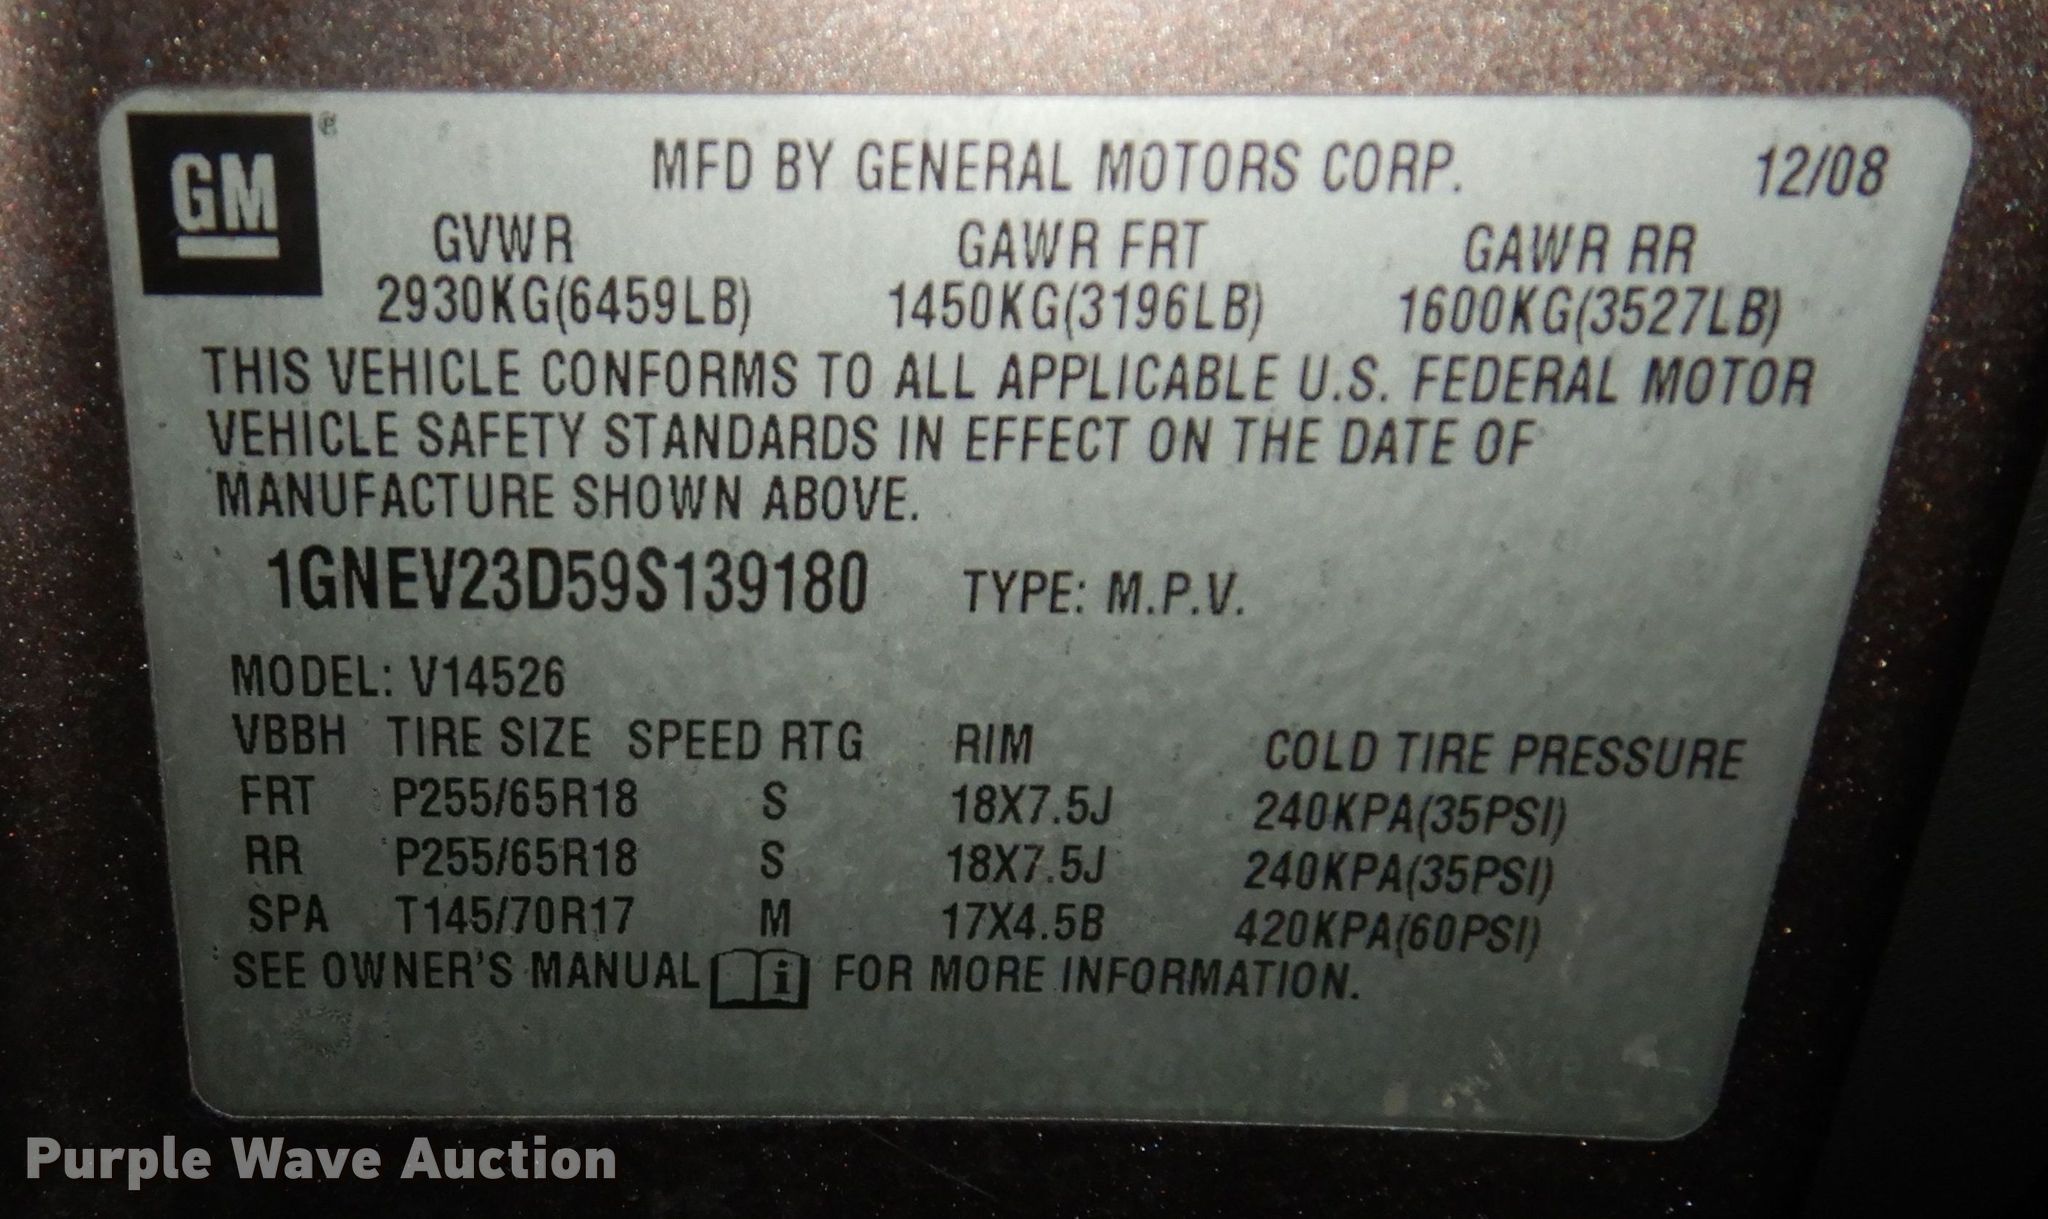 GM ®
MFD BY GENERAL MOTORS CORP. 12/08
GVWR GAWR FRT GAWR RR
2930KG(6459LB) 1450KG(3196LB) 1600KG(3527LB)
THIS VEHICLE CONFORMS TO ALL APPLICABLE U.S. FEDERAL MOTOR
VEHICLE SAFETY STANDARDS IN EFFECT ON THE DATE OF
MANUFACTURE SHOWN ABOVE.
1GNEV23D59S139180 TYPE: M.P.V.
MODEL: V14526
VBBH TIRE SIZE SPEED RTG RIM COLD TIRE PRESSURE
FRT P255/65R18 S 18X7.5J 240KPA(35PSI)
RR P255/65R18 S 18X7.5J 240KPA(35PSI)
SPA T145/70R17 M 17X4.5B 420KPA(60PSI)
SEE OWNER'S MANUAL i FOR MORE INFORMATION.
Purple Wave Auction